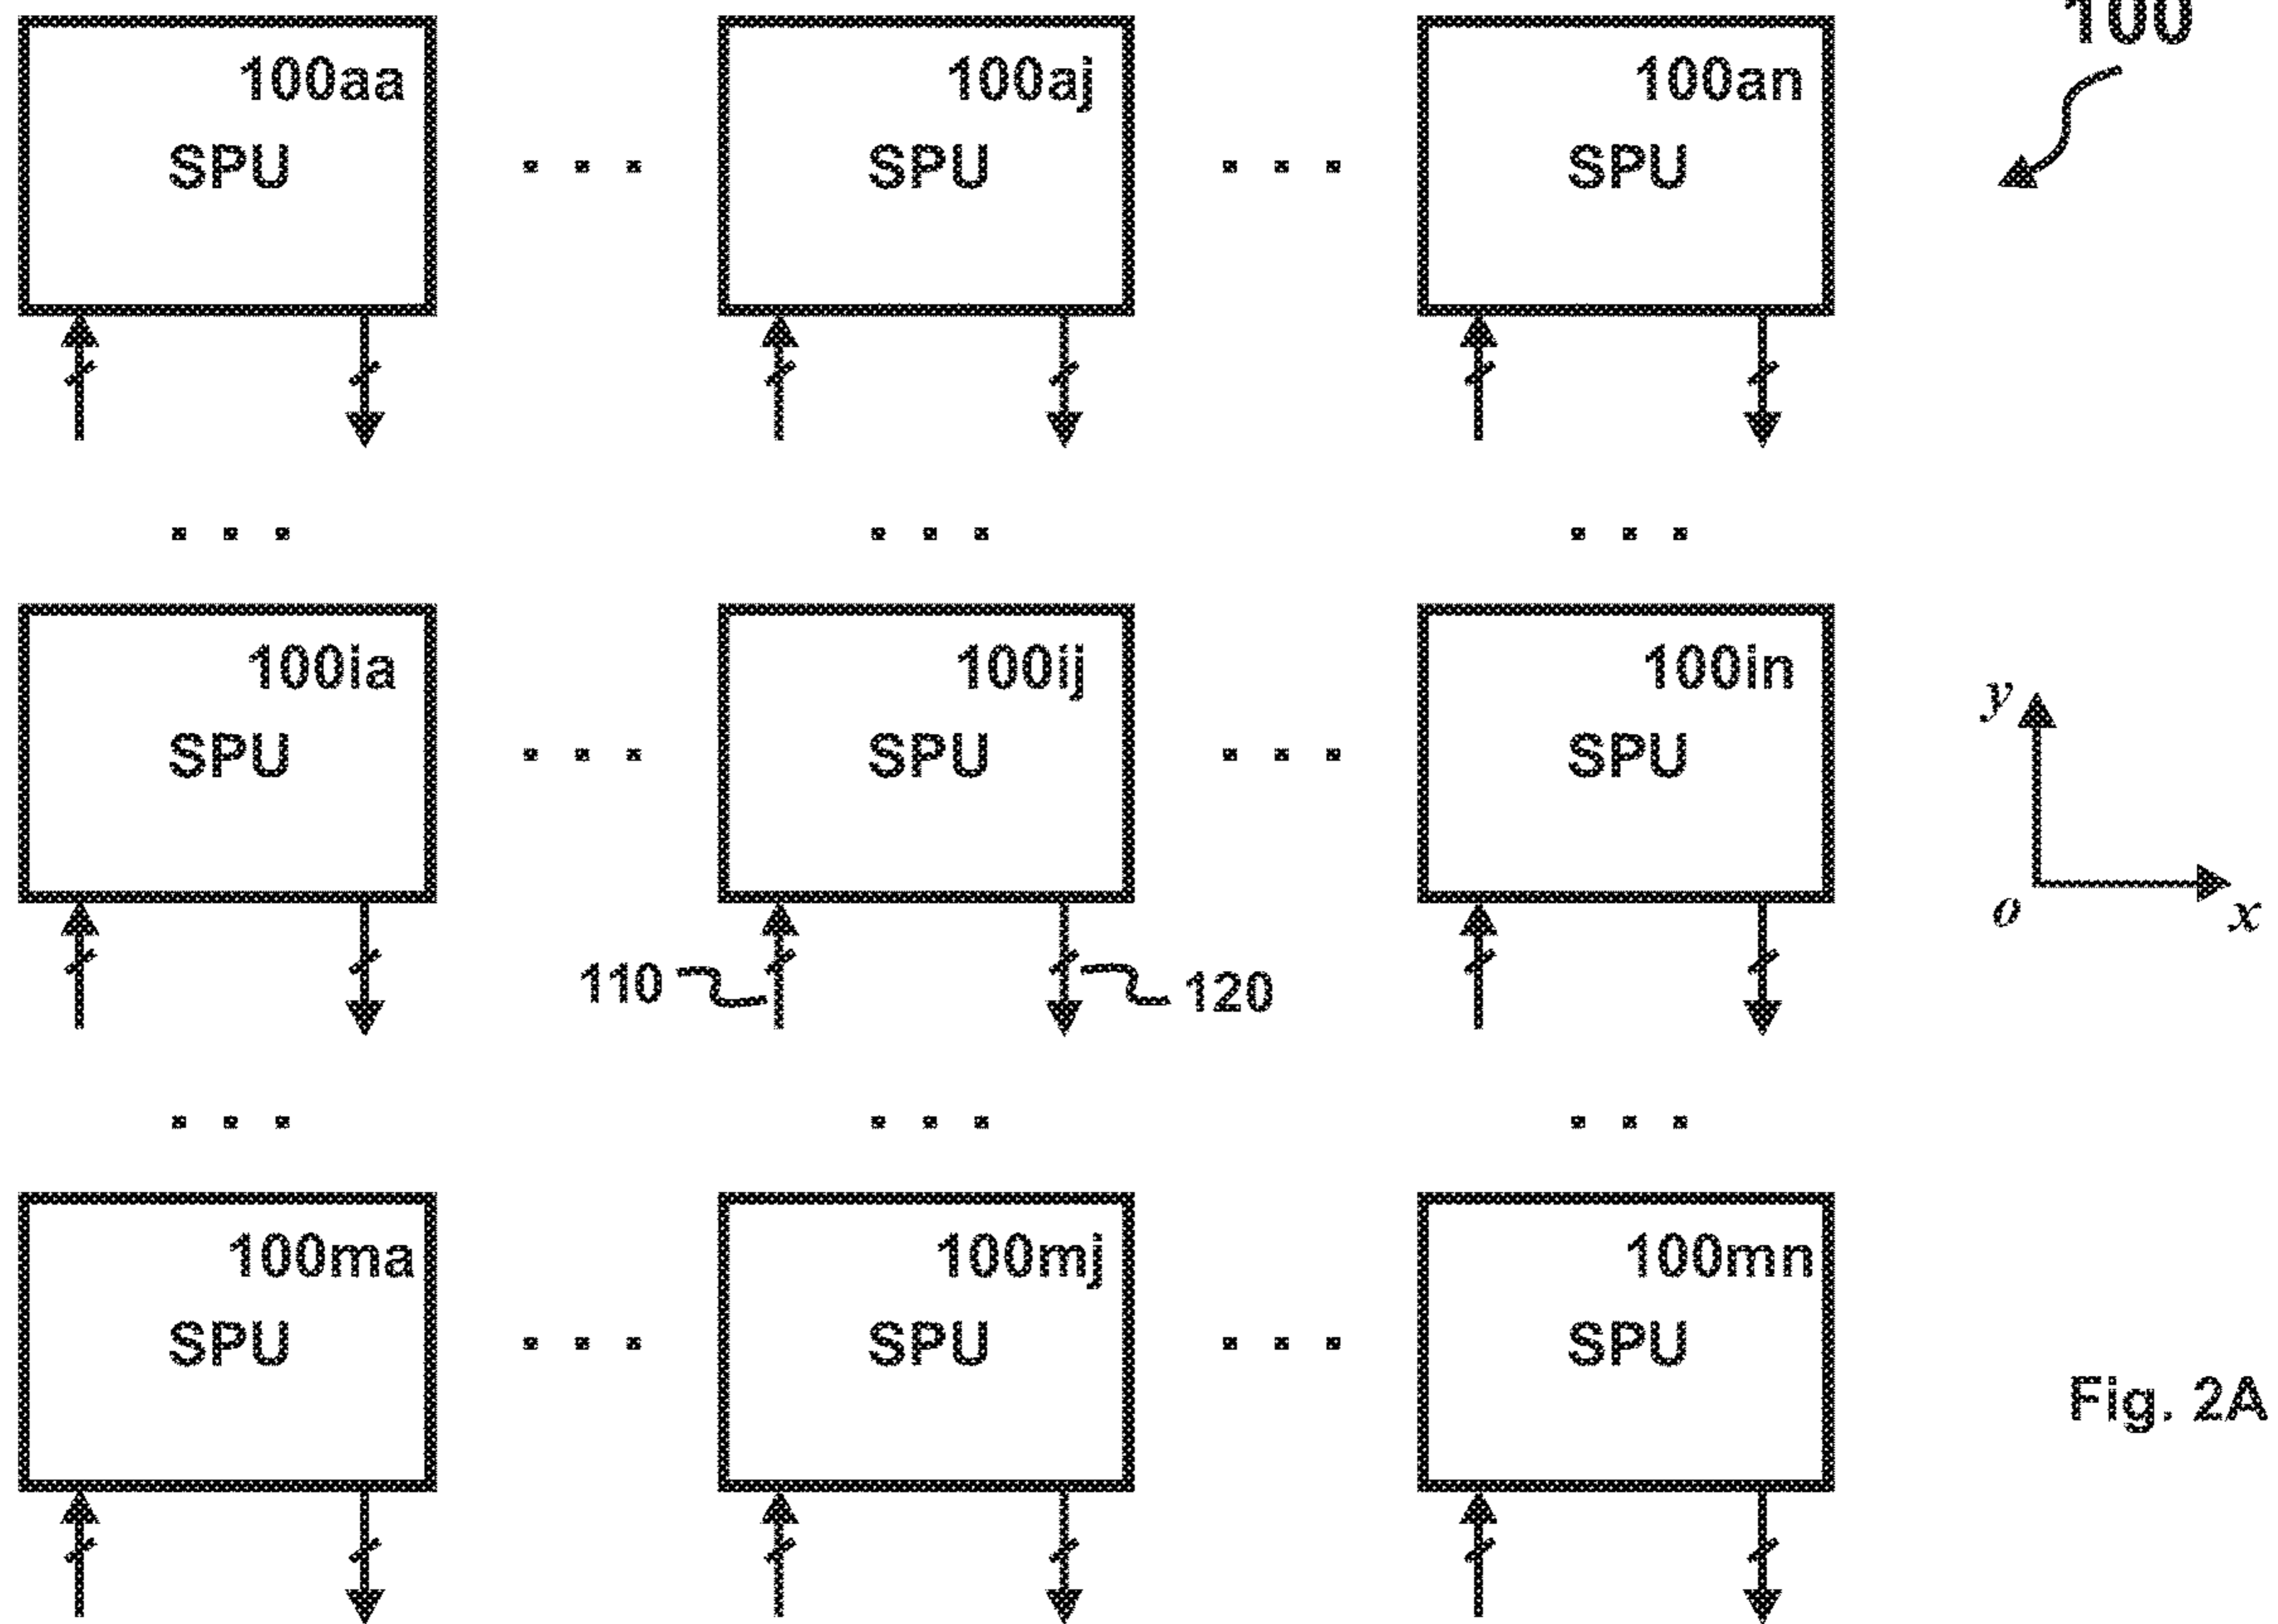 100
100aa 100aj 100an
SPU . . . SPU . . . SPU
. . . . . . . . .
100ia 100ij 100in
SPU . . . SPU . . . SPU
y
o x
110 120
. . . . . . . . .
100ma 100mj 100mn
SPU . . . SPU . . . SPU
Fig. 2A